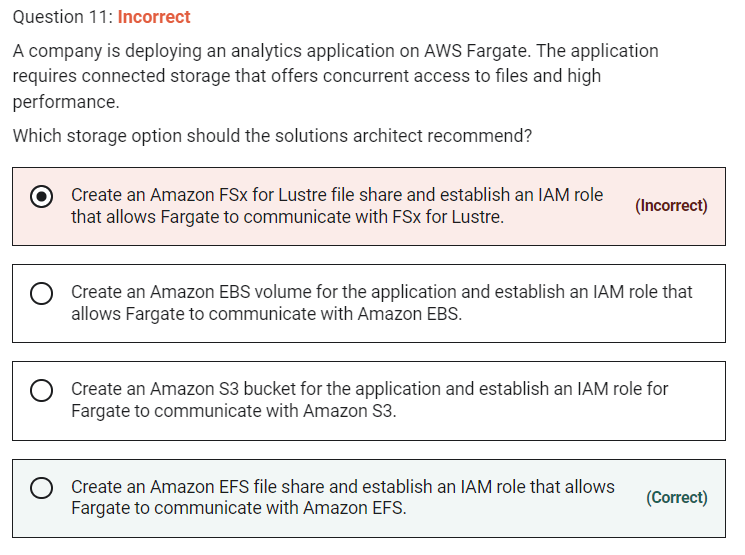 Question 11: Incorrect
A company is deploying an analytics application on AWS Fargate. The application
requires connected storage that offers concurrent access to files and high
performance.
Which storage option should the solutions architect recommend?
Create an Amazon FSx for Lustre file share and establish an IAM role
that allows Fargate to communicate with FSx for Lustre.
(Incorrect)
Create an Amazon EBS volume for the application and establish an IAM role that
allows Fargate to communicate with Amazon EBS.
Create an Amazon S3 bucket for the application and establish an IAM role for
Fargate to communicate with Amazon S3.
Create an Amazon EFS file share and establish an IAM role that allows
Fargate to communicate with Amazon EFS.
(Correct)